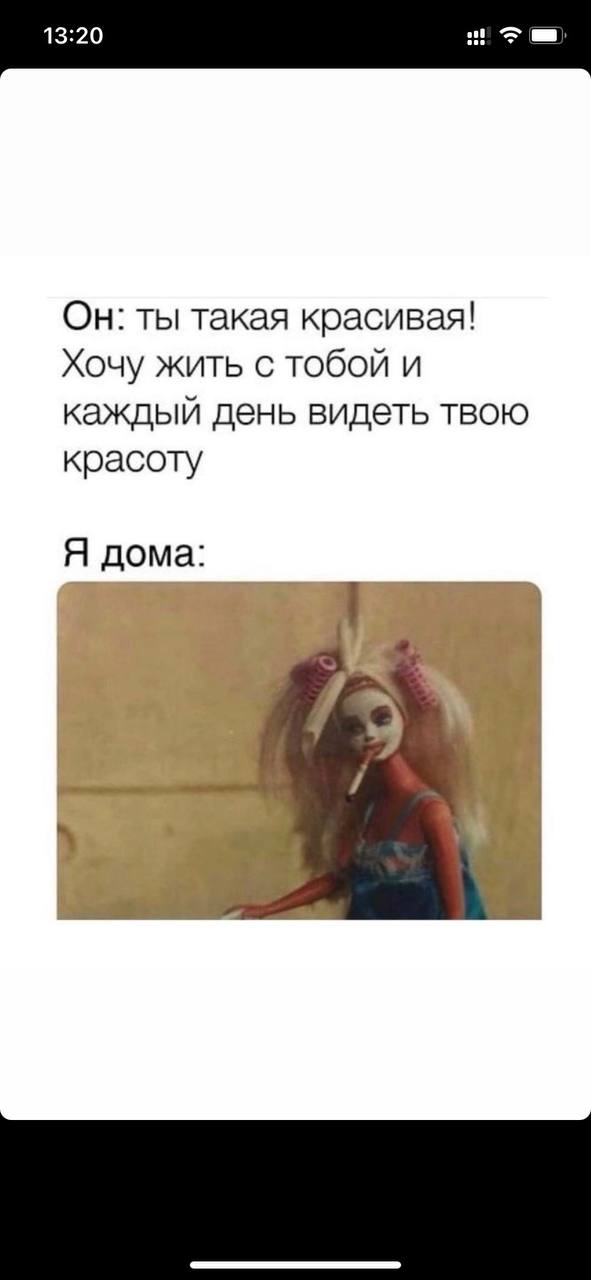 13:20
Он: ты такая красивая!
Хочу жить с тобой и
каждый день видеть твою
красоту
Я дома: